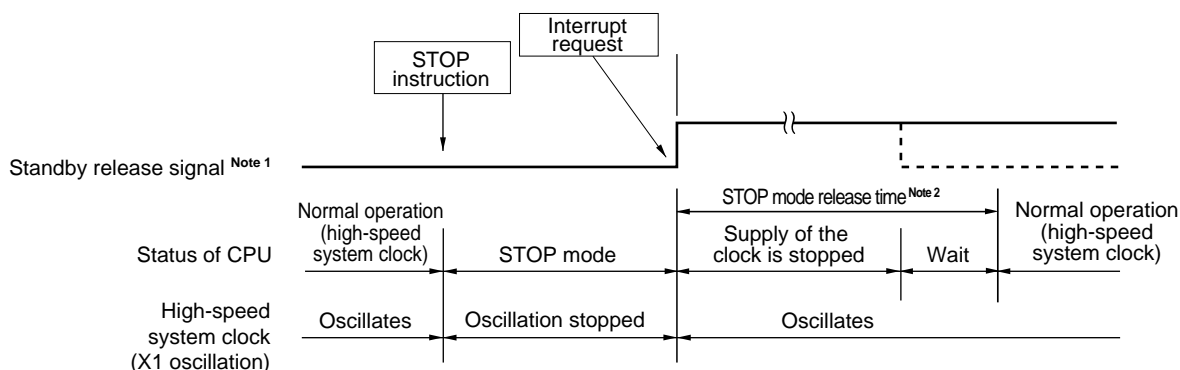 Interrupt
request
STOP
instruction
Standby release signal Note 1
STOP mode release time Note 2
Normal operation
(high-speed
system clock)
Supply of the
clock is stopped
Normal operation
(high-speed
system clock)
Status of CPU
STOP mode
Wait
High-speed
system clock
(X1 oscillation)
Oscillates
Oscillation stopped
Oscillates